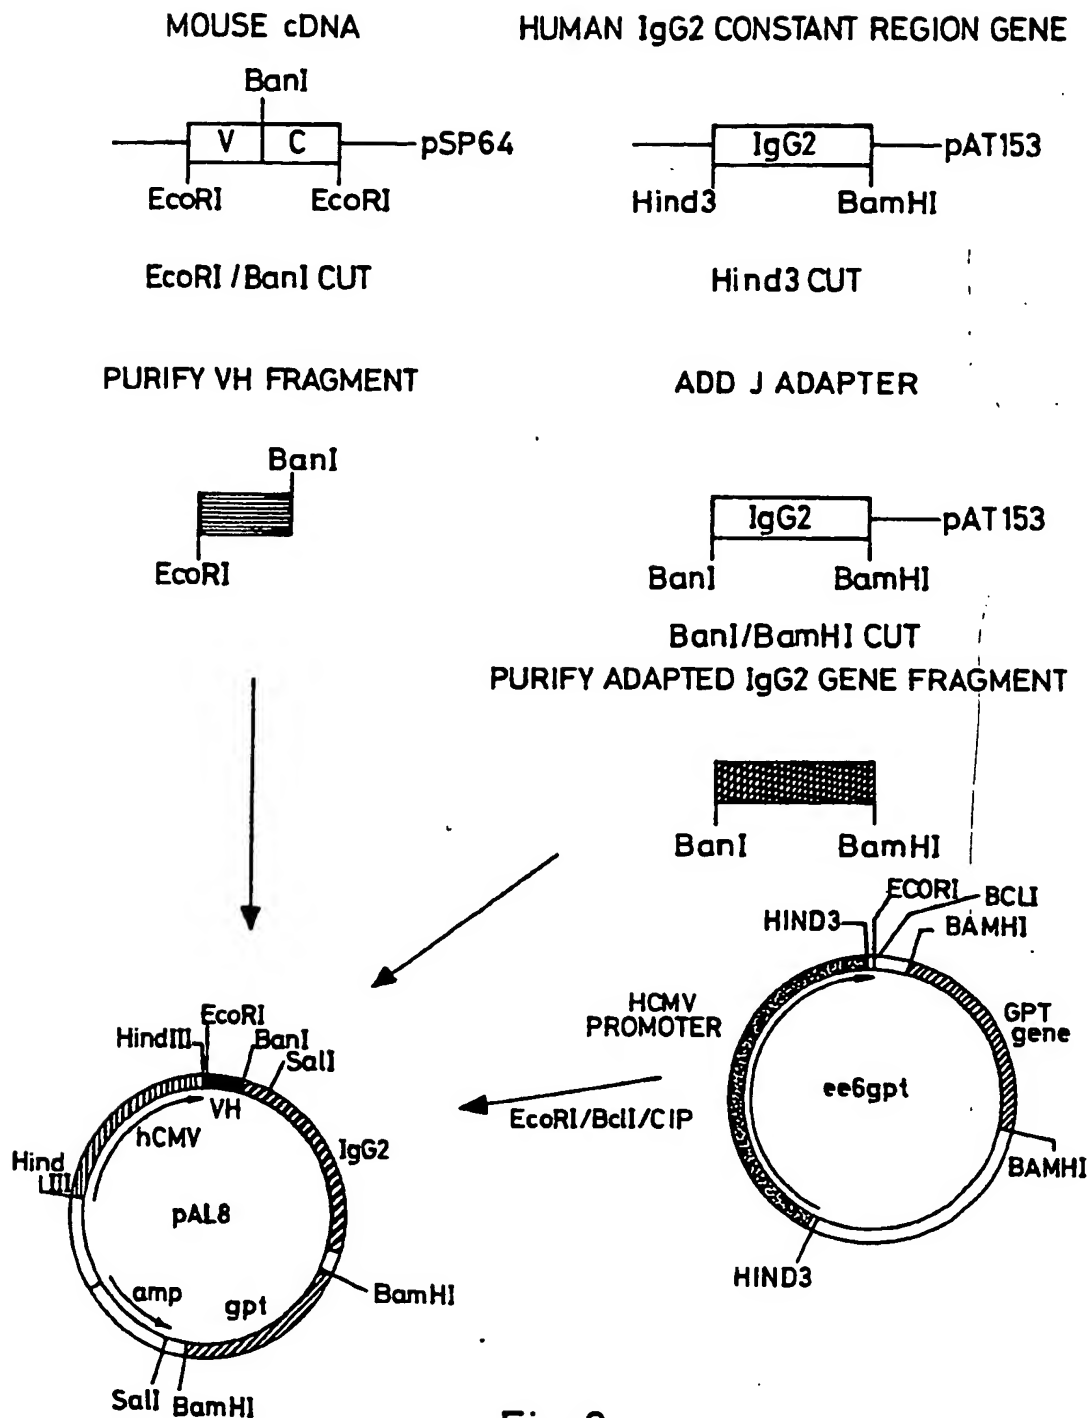 MOUSE cDNA
HUMAN IgG2 CONSTANT REGION GENE
BanI
V C
pSP64
EcoRI
EcoRI
IgG2
pAT153
Hind3
BamHI
EcoRI/BanI CUT
Hind3 CUT
PURIFY VH FRAGMENT
ADD J ADAPTER
BanI
EcoRI
IgG2
pAT153
BanI
BamHI
BanI/BamHI CUT
PURIFY ADAPTED IgG2 GENE FRAGMENT
BanI
BamHI
HIND3
ECORI
BCLI
BAMHI
HCMV
PROMOTER
GPT
gene
ee6gpt
BAMHI
HIND3
EcoRI/BclI/CIP
HindIII
EcoRI
BanI
SalI
VH
hCMV
IgG2
Hind
III
pAL8
amp
gpt
BamHI
SalI
BamHI